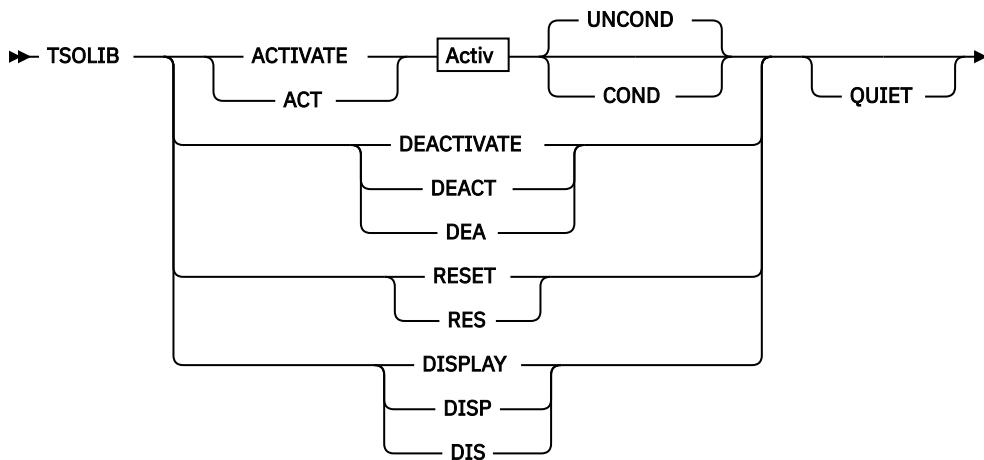 UNCOND
TSOLIB ACTIVATE Activ
ACT COND QUIET
DEACTIVATE
DEACT
DEA
RESET
RES
DISPLAY
DISP
DIS